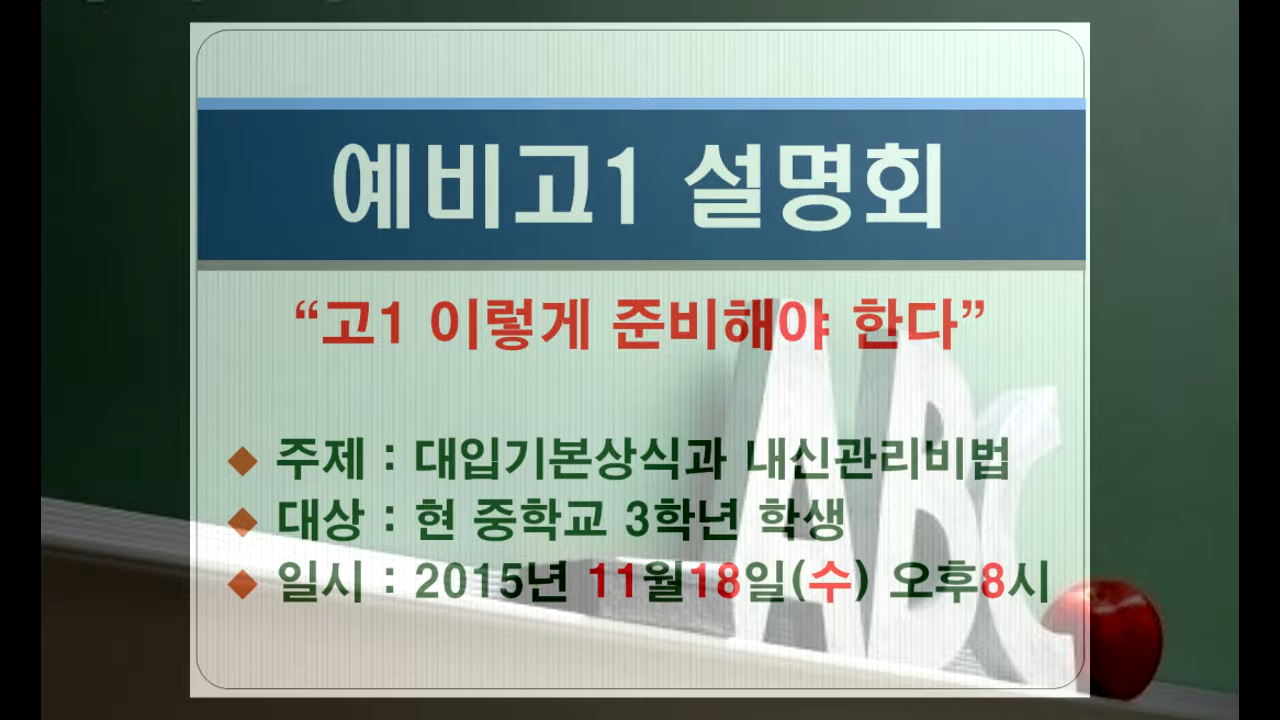 예비고1 설명회
“고1 이렇게 준비해야 한다”
◆ 주제 : 대입기본상식과 내신관리비법
◆ 대상 : 현 중학교 3학년 학생
◆ 일시 : 2015년 11월18일(수) 오후8시
ABC